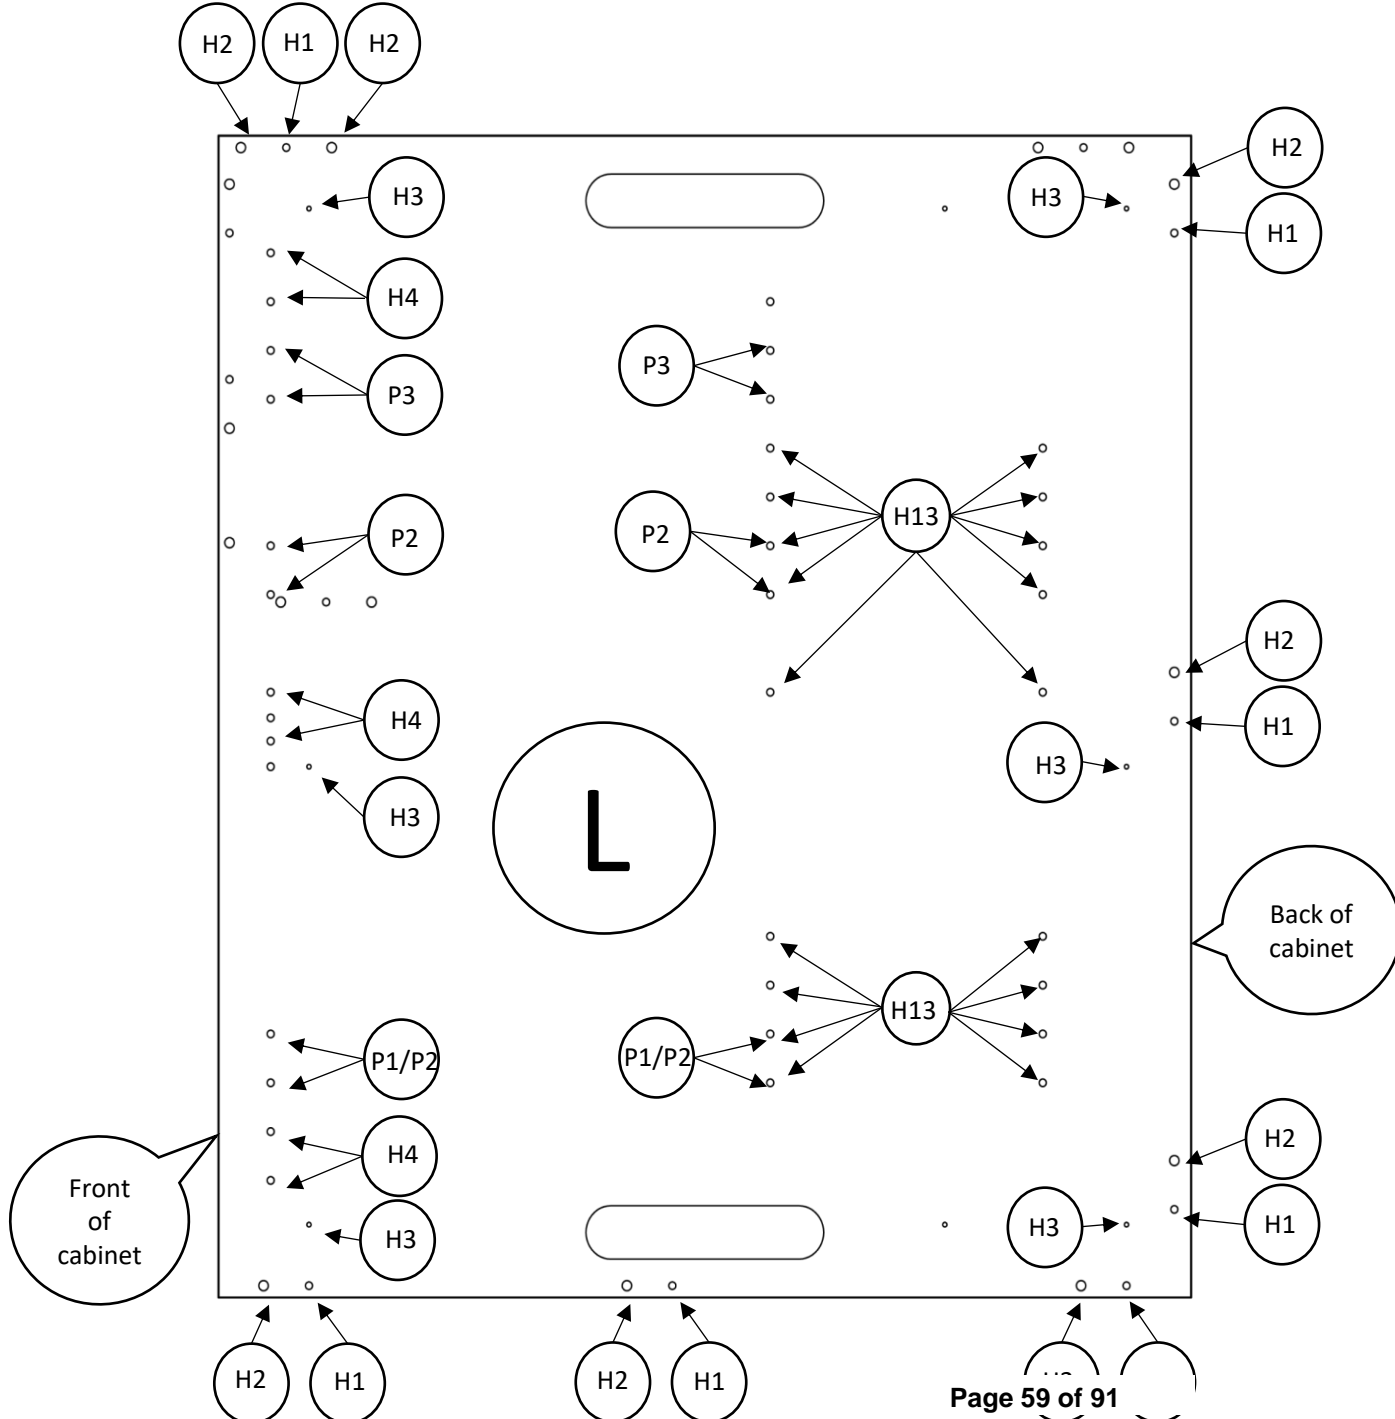 H2 H1 H2
H2
H3 H3
H1
H4
P3
P3
H13
P2 P2
H2
H4 H1
H3
H3
L
Back of
cabinet
H13
P1/P2 P1/P2
H2
H4
Front
of
cabinet
H3 H1
H3
H2 H1 H2 H1
Page 59 of 91